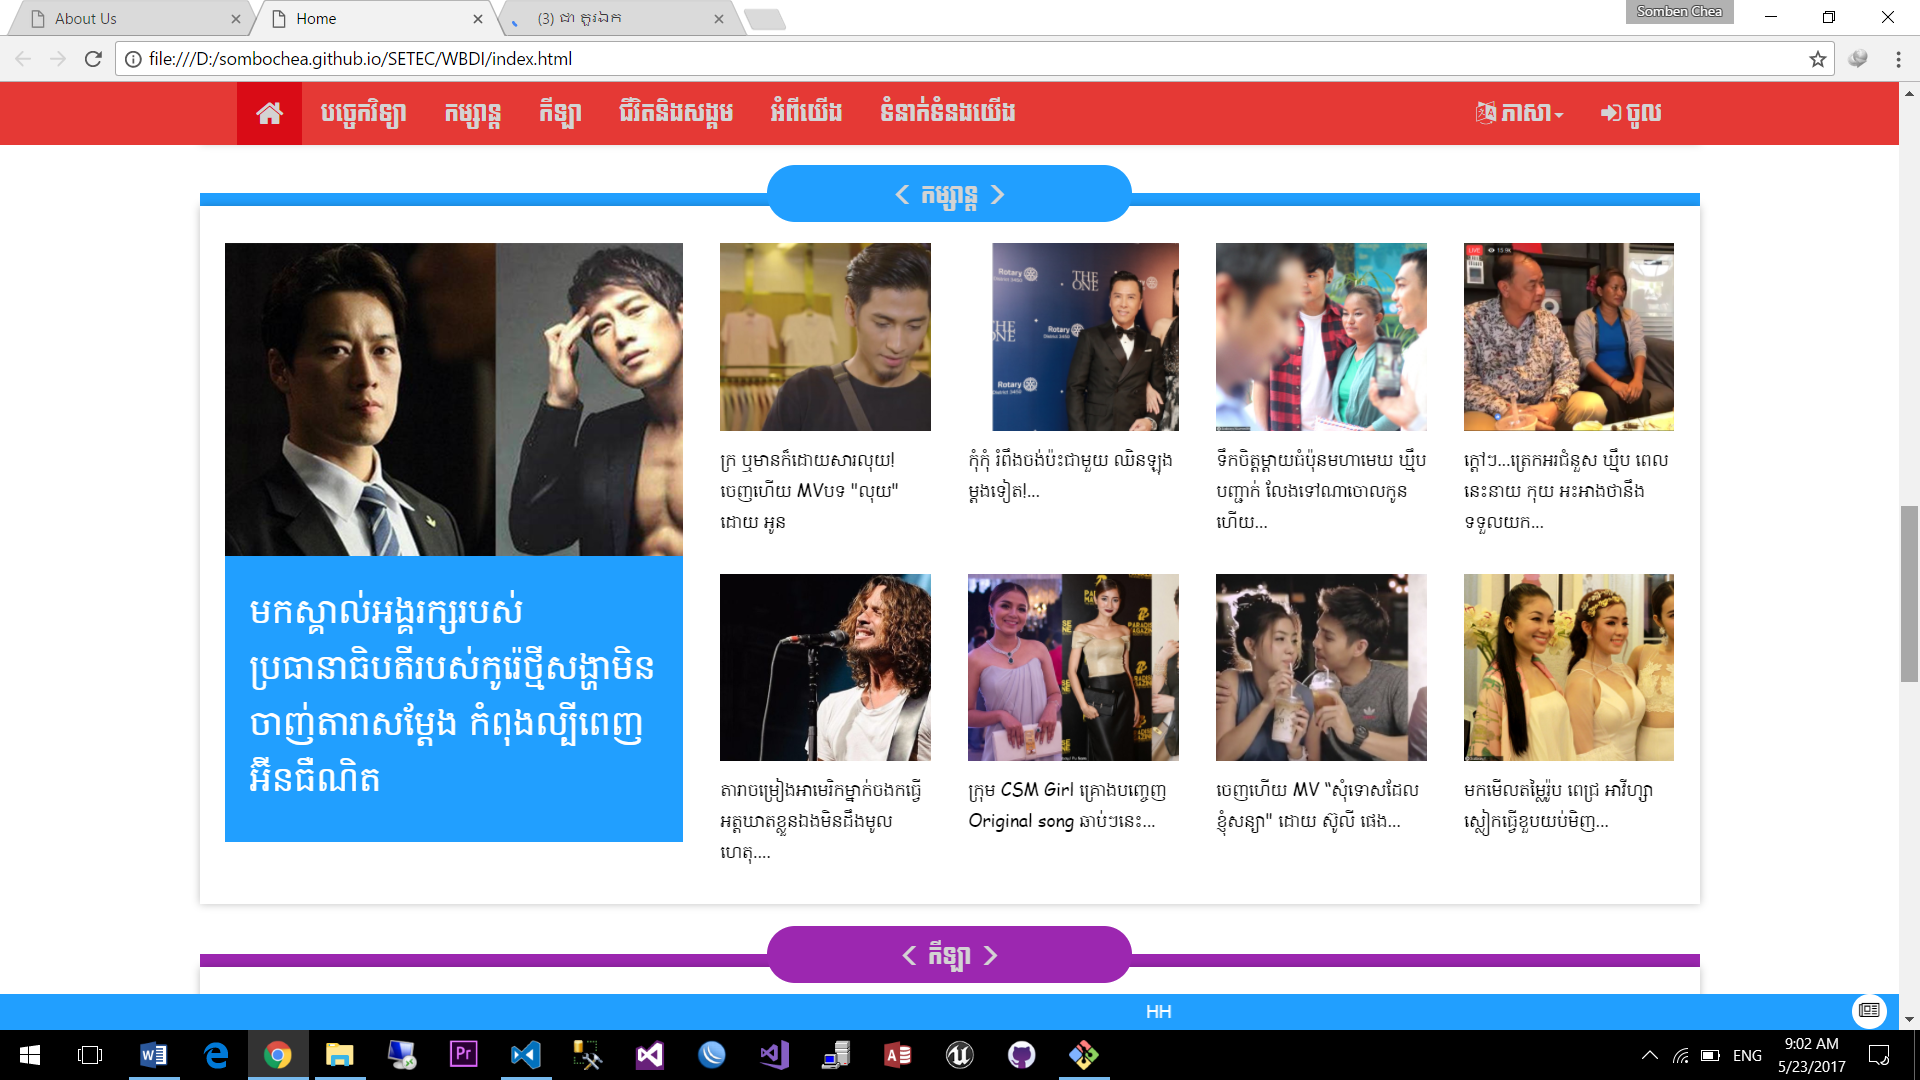 About Us
Home
(3) ជា គួរឯក
Somben Chea
file:///D:/sombochea.github.io/SETEC/WBDI/index.html
បច្ចេកវិទ្យា
កម្សាន្ត
កីឡា
ជីវិតនិងសង្គម
អំពីយើង
ទំនាក់ទំនងយើង
ភាសា
ចូល
កម្សាន្ត
មកស្គាល់អង្គរក្សរបស់
ប្រធានាធិបតីរបស់កូរ៉េថ្មីសង្ហាមិន
ចាញ់តារាសម្ដែង កំពុងល្បីពេញ
អ៊ីនធឺណិត
ក្រ ឬមានក៏ដោយសារលុយ!
ចេញហើយ MVបទ "លុយ"
ដោយ អូន
កុំកុំ រំពឹងចង់ប៉ះជាមួយ ឈិនឡុង
ម្ដងទៀត!...
ទឹកចិត្តម្ដាយធំប៉ុនមហាមេឃ ឃ្មឹប
បញ្ជាក់ លែងទៅណាចោលកូន
ហើយ...
ក្ដៅៗ...ត្រេកអរជំនួស ឃ្មឹប ពេល
នេះនាយ កុយ អះអាងថានឹង
ទទួលយក...
Rotary
THE
ONE
Rotary
THE
ONE
Rotary
LIVE
តារាចម្រៀងអាមេរិកម្នាក់ចងកធ្វើ
អត្តឃាតខ្លួនឯងមិនដឹងមូល
ហេតុ....
ក្រុម CSM Girl គ្រោងបញ្ចេញ
Original song ឆាប់ៗនេះ...
ចេញហើយ MV “សុំទោសដែល
ខ្ញុំសន្យា" ដោយ ស៊ូលី ផេង...
មកមើលតម្លៃរ៉ូប ពេជ្រ អាវីហ្សា
ស្លៀកធ្វើខួបយប់មិញ...
កីឡា
HH
ENG
9:02 AM
5/23/2017